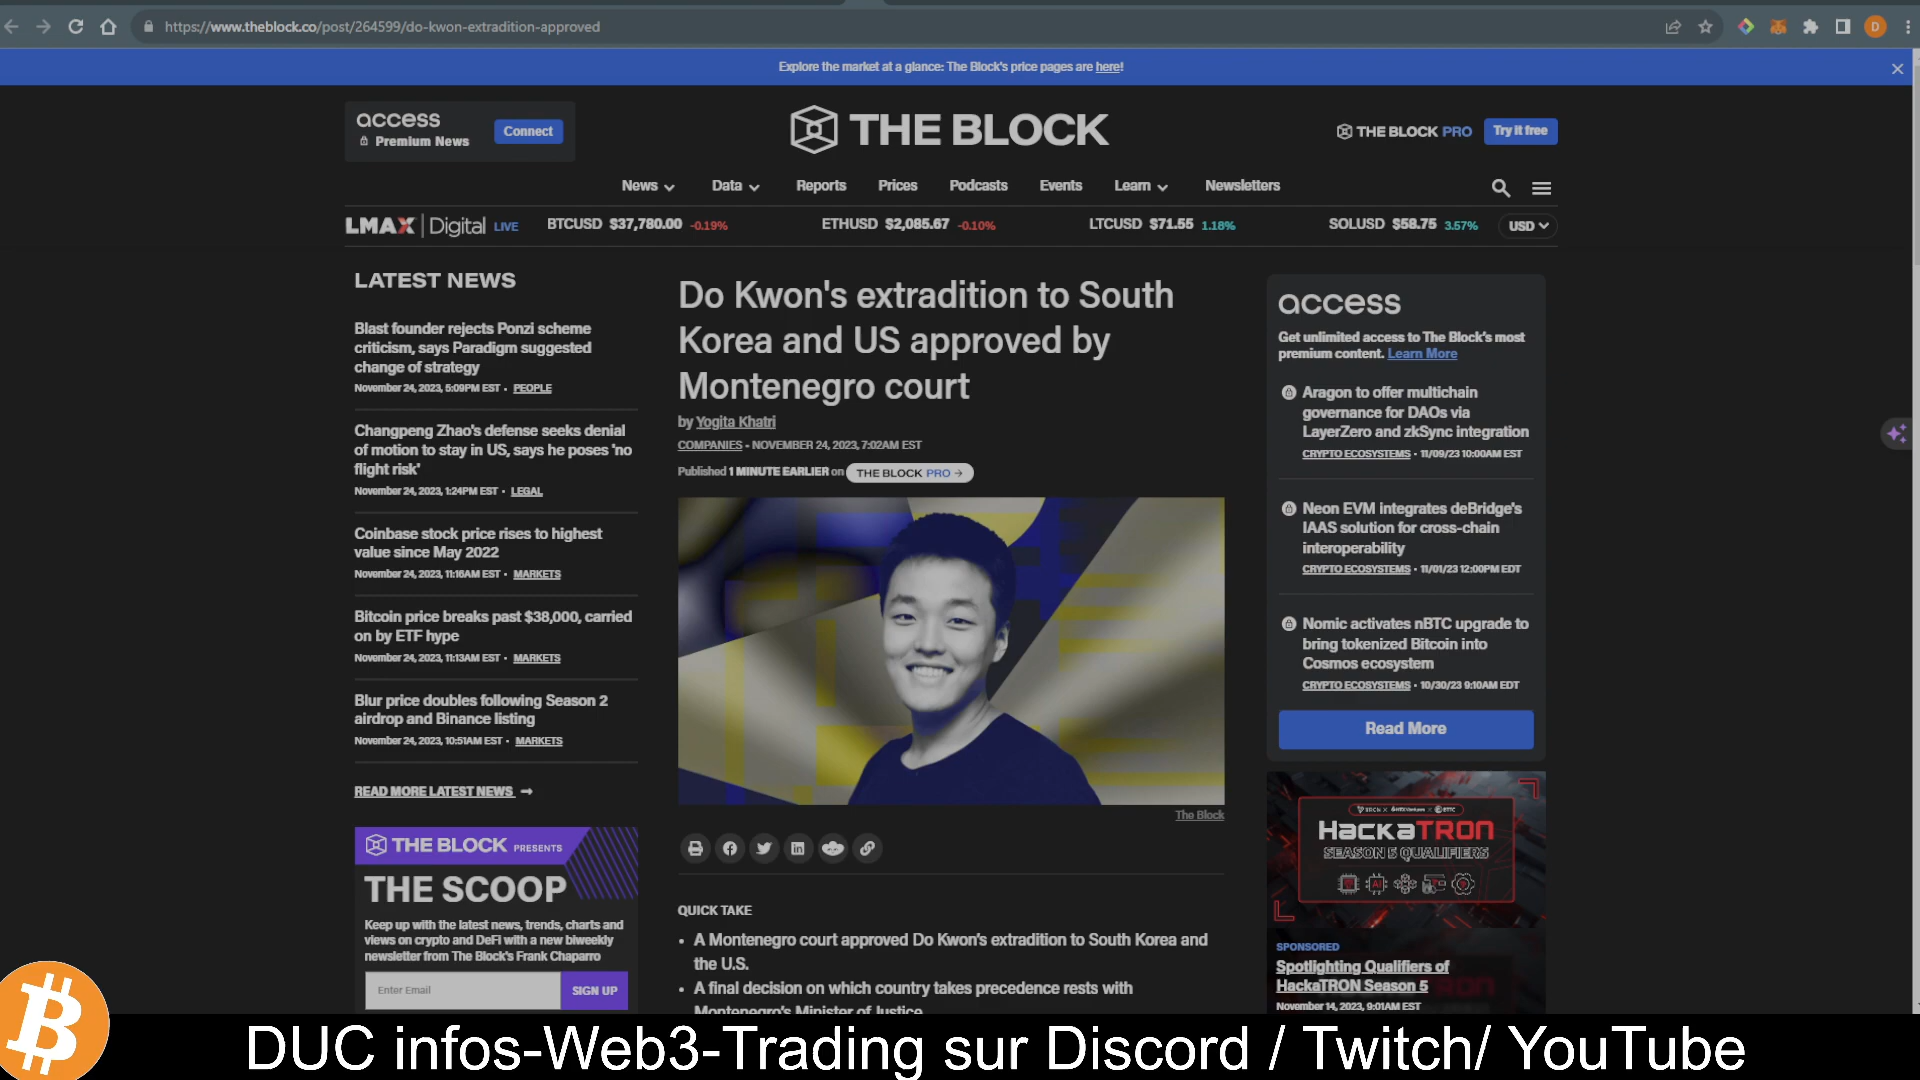 https://www.theblock.co/post/264599/do-kwon-extradition-approved
D
Explore the market at a glance: The Block's price pages are here!
access
Premium News
Connect
THE BLOCK
THE BLOCK PRO
Try it free
News
Data
Reports
Prices
Podcasts
Events
Learn
Newsletters
LMAX Digital LIVE
BTCUSD $37,780.00 -0.19%
ETHUSD $2,085.67 -0.10%
LTCUSD $71.55 1.18%
SOLUSD $58.75 3.57%
USD
LATEST NEWS
Blast founder rejects Ponzi scheme
criticism, says Paradigm suggested
change of strategy
November 24, 2023, 5:09PM EST • PEOPLE
Changpeng Zhao's defense seeks denial
of motion to stay in US, says he poses 'no
flight risk'
November 24, 2023, 1:24PM EST • LEGAL
Coinbase stock price rises to highest
value since May 2022
November 24, 2023, 11:16AM EST • MARKETS
Bitcoin price breaks past $38,000, carried
on by ETF hype
November 24, 2023, 11:13AM EST • MARKETS
Blur price doubles following Season 2
airdrop and Binance listing
November 24, 2023, 10:51AM EST • MARKETS
READ MORE LATEST NEWS →
THE BLOCK PRESENTS
THE SCOOP
Keep up with the latest news, trends, charts and
views on crypto and DeFi with a new biweekly
newsletter from The Block's Frank Chaparro
Enter Email
SIGN UP
Do Kwon's extradition to South
Korea and US approved by
Montenegro court
by Yogita Khatri
COMPANIES • NOVEMBER 24, 2023, 7:02AM EST
Published 1 MINUTE EARLIER on THE BLOCK PRO →
The Block
QUICK TAKE
• A Montenegro court approved Do Kwon's extradition to South Korea and
the U.S.
• A final decision on which country takes precedence rests with
Montenegro's Minister of Justice.
access
Get unlimited access to The Block's most
premium content. Learn More
Aragon to offer multichain
governance for DAOs via
LayerZero and zkSync integration
CRYPTO ECOSYSTEMS • 11/09/23 10:00AM EST
Neon EVM integrates deBridge's
IAAS solution for cross-chain
interoperability
CRYPTO ECOSYSTEMS • 11/01/23 12:00PM EDT
Nomic activates nBTC upgrade to
bring tokenized Bitcoin into
Cosmos ecosystem
CRYPTO ECOSYSTEMS • 10/30/23 9:10AM EDT
Read More
HackaTRON
SEASON 5 QUALIFIERS
AI
SPONSORED
Spotlighting Qualifiers of
HackaTRON Season 5
November 14, 2023, 9:01AM EST
DUC infos-Web3-Trading sur Discord / Twitch/ YouTube